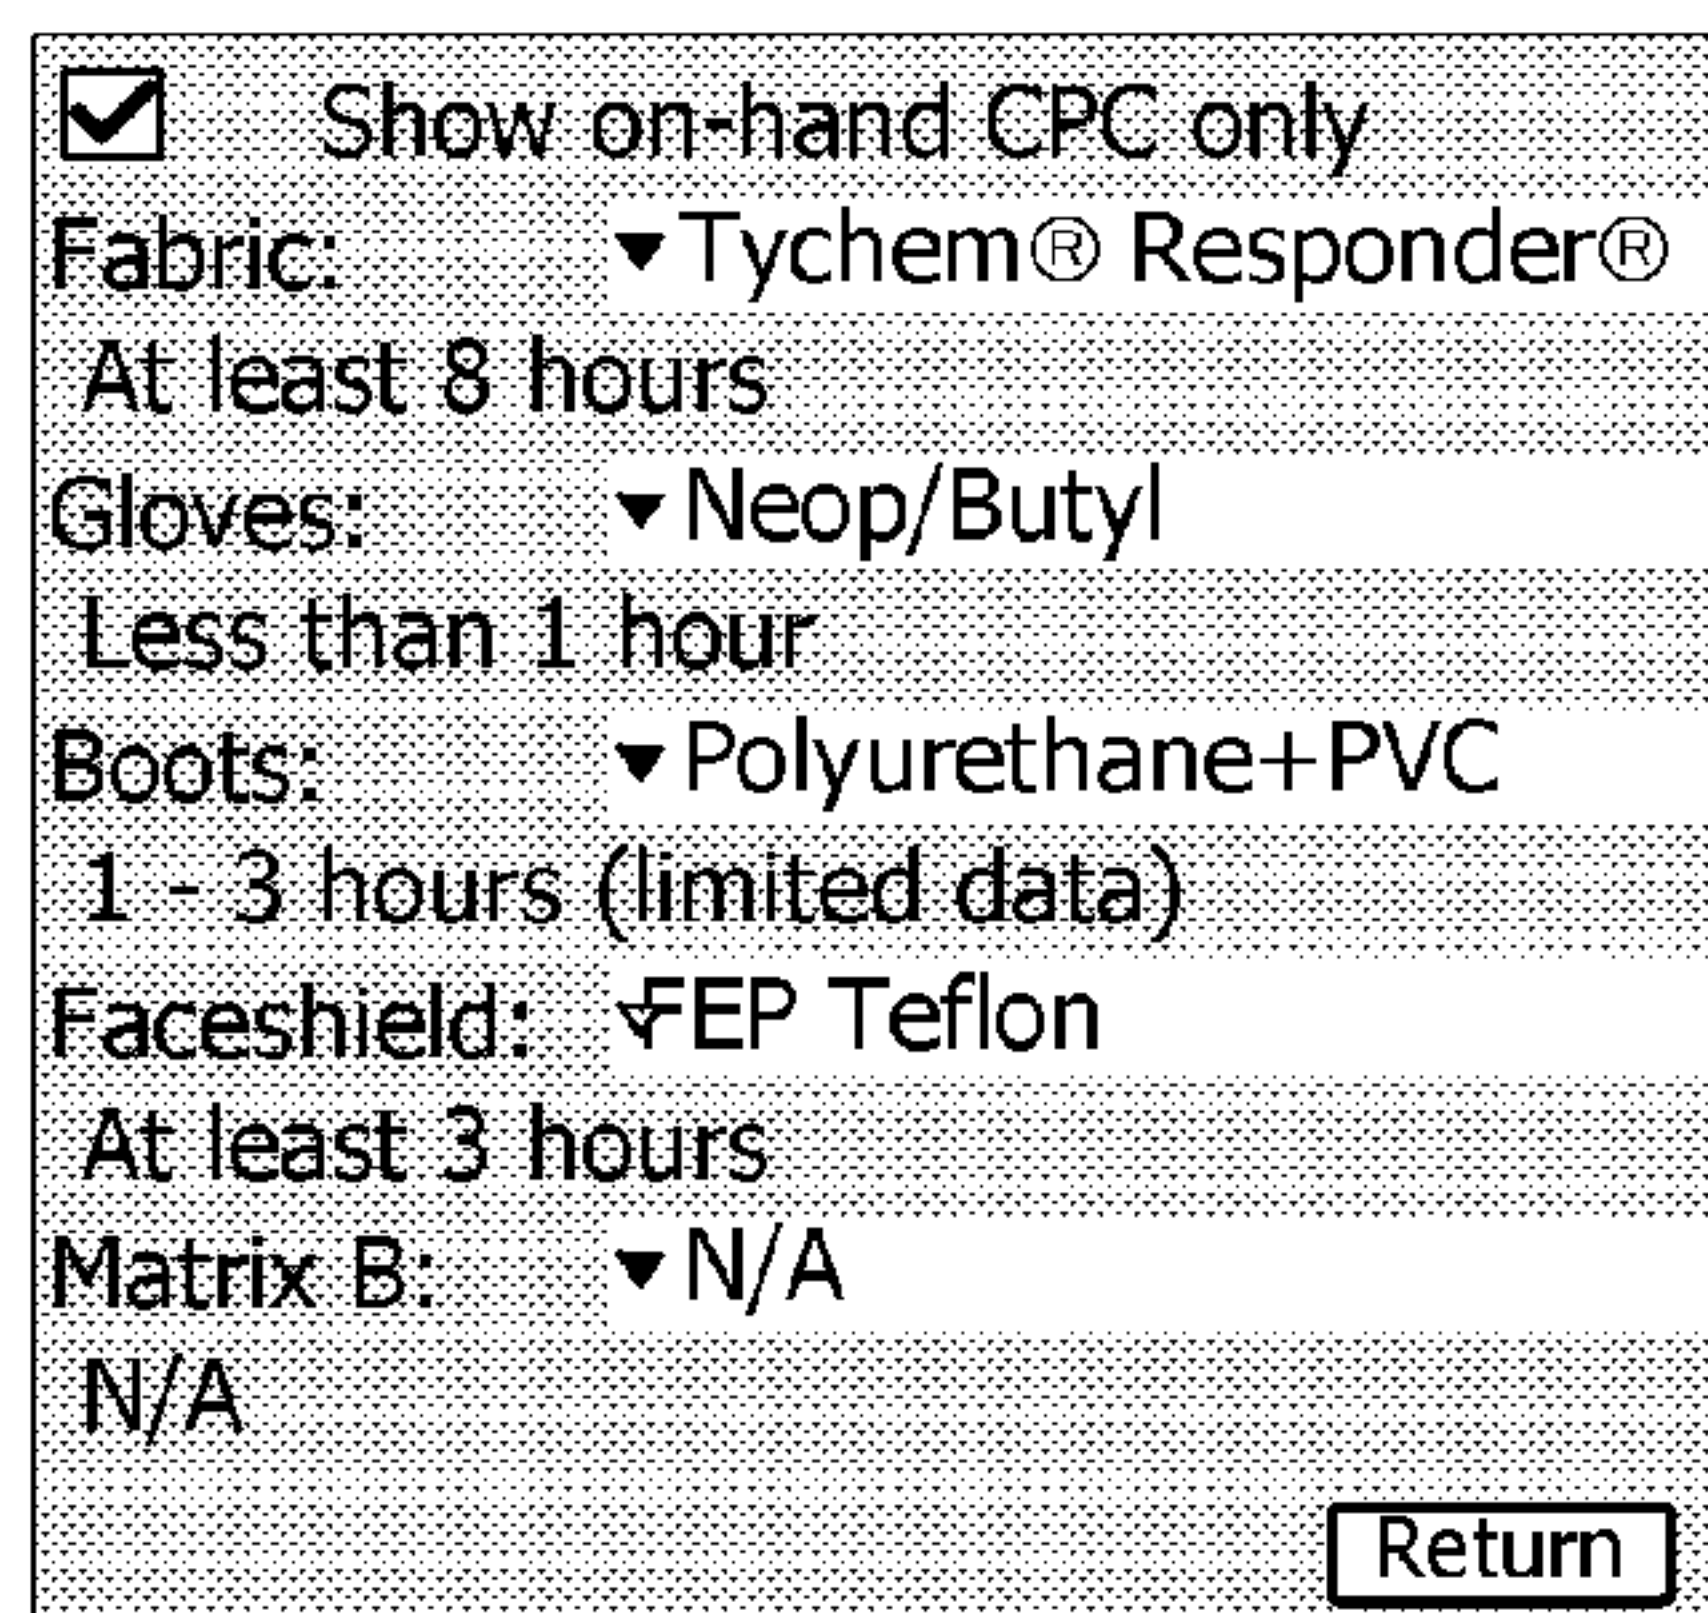 Show on-hand CPC only
Fabric: Tychem® Responder®
At least 8 hours
Gloves: Neop/Butyl
Less than 1 hour
Boots: Polyurethane+PVC
1 - 3 hours (limited data)
Faceshield: FEP Teflon
At least 3 hours
Matrix B: N/A
N/A
Return